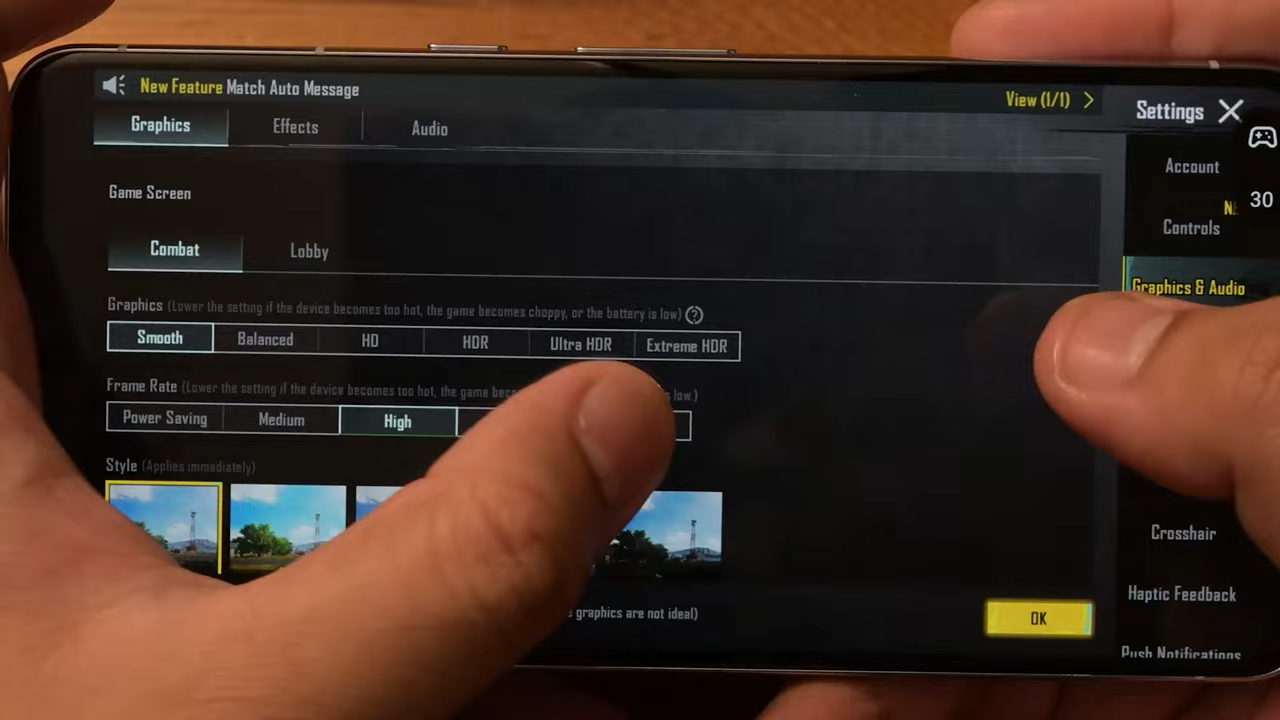 New Feature Match Auto Message
View (1/1)
Settings
Graphics
Effects
Audio
Account
30
Game Screen
Controls
Combat
Lobby
Graphics & Audio
Graphics (Lower the setting if the device becomes too hot, the game becomes choppy, or the battery is low)
Smooth
Balanced
HD
HDR
Ultra HDR
Extreme HDR
Frame Rate (Lower the setting if the device becomes too hot, the game
low.)
Power Saving
Medium
High
Style (Applies immediately)
Crosshair
Haptic Feedback
graphics are not ideal)
OK
Push Notifications